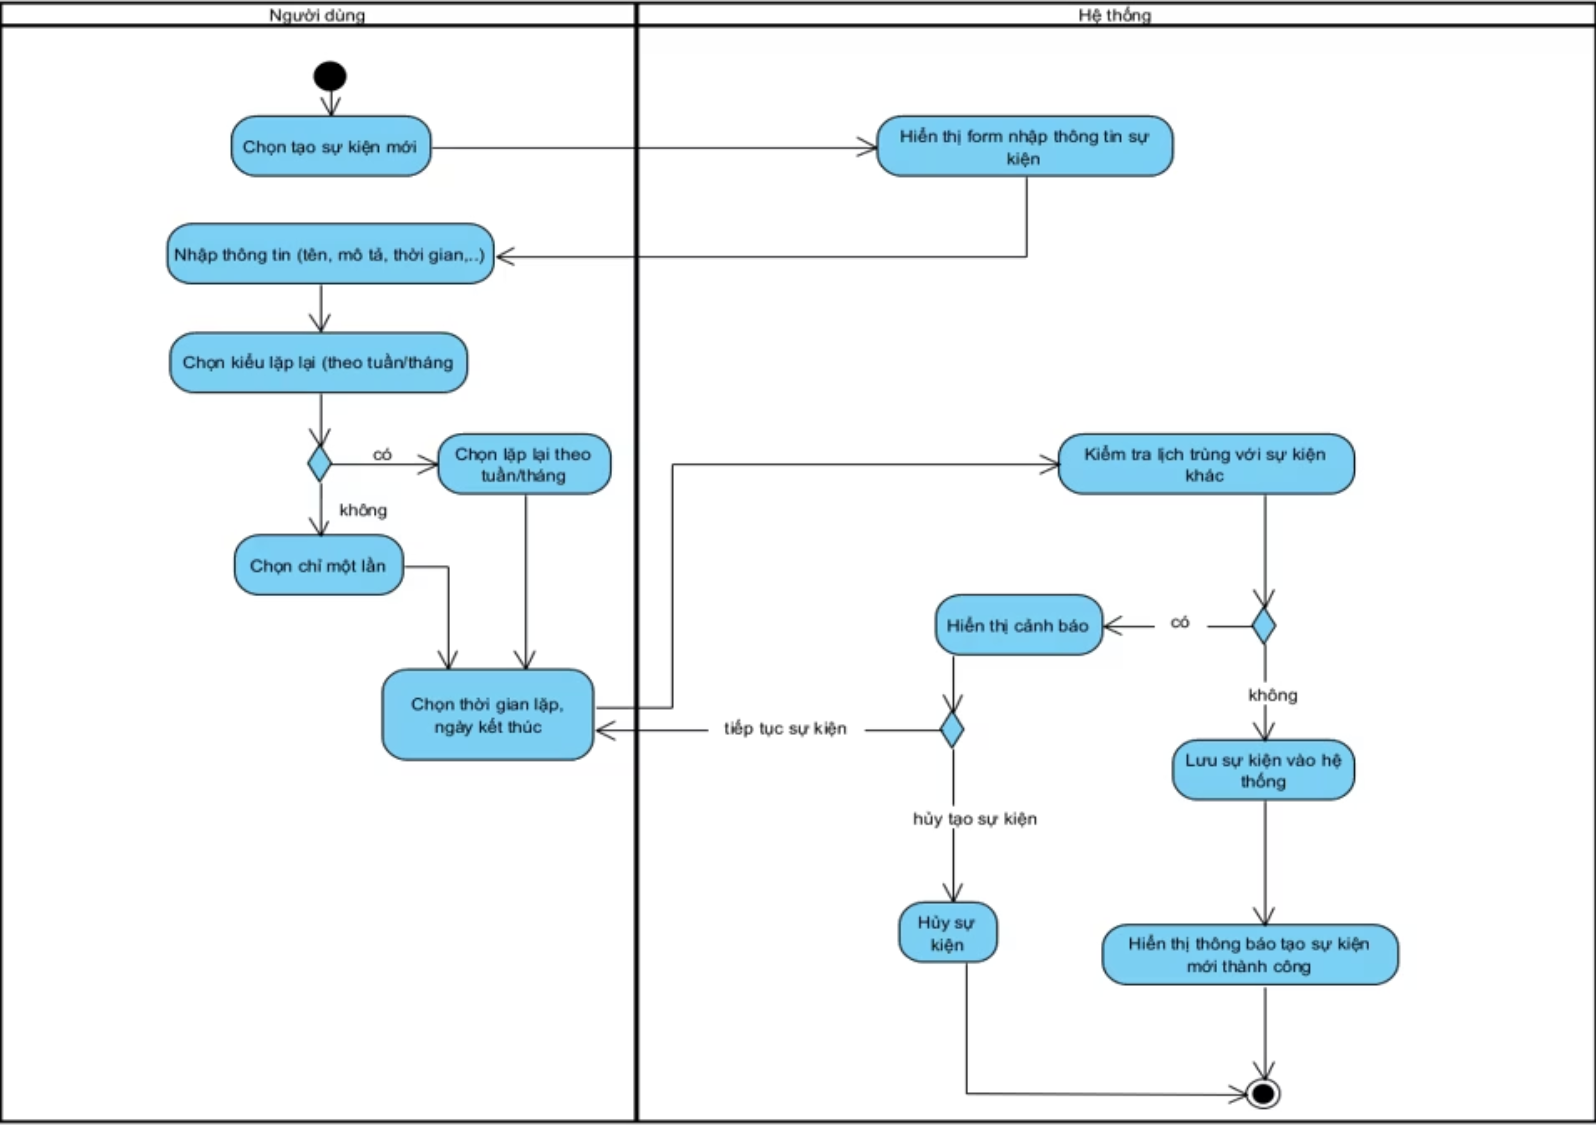 Người dùng
Hệ thống
Chọn tạo sự kiện mới
Hiển thị form nhập thông tin sự
kiện
Nhập thông tin (tên, mô tả, thời gian,..)
Chọn kiểu lặp lại (theo tuần/tháng
có
Chọn lặp lại theo
tuần/tháng
không
Chọn chỉ một lần
Kiểm tra lịch trùng với sự kiện
khác
Hiển thị cảnh báo
có
không
Chọn thời gian lặp,
ngày kết thúc
tiếp tục sự kiện
Lưu sự kiện vào hệ
thống
hủy tạo sự kiện
Hủy sự
kiện
Hiển thị thông báo tạo sự kiện
mới thành công